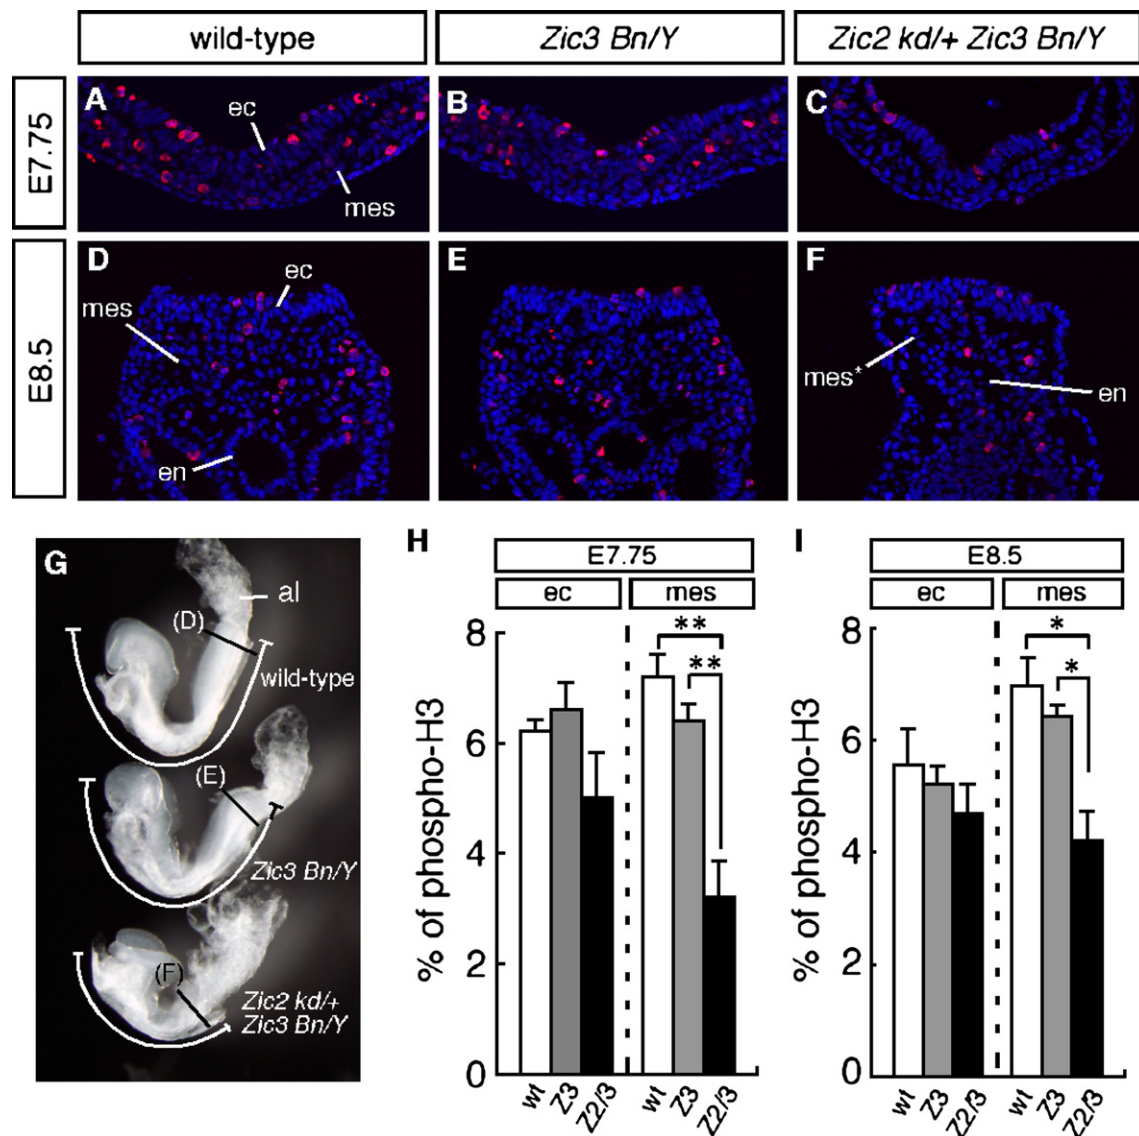 wild-type
Zic3 Bn/Y
Zic2 kd/+ Zic3 Bn/Y
E7.75
A
ec
mes
B
C
E8.5
D
ec
mes
en
E
F
mes*
en
G
al
(D)
wild-type
(E)
Zic3 Bn/Y
(F)
Zic2 kd/+
Zic3 Bn/Y
H
E7.75
ec
mes
**
**
% of phospho-H3
8
6
4
2
0
wt
Z3
Z2/3
wt
Z3
Z2/3
I
E8.5
ec
mes
*
*
% of phospho-H3
8
6
4
2
0
wt
Z3
Z2/3
wt
Z3
Z2/3